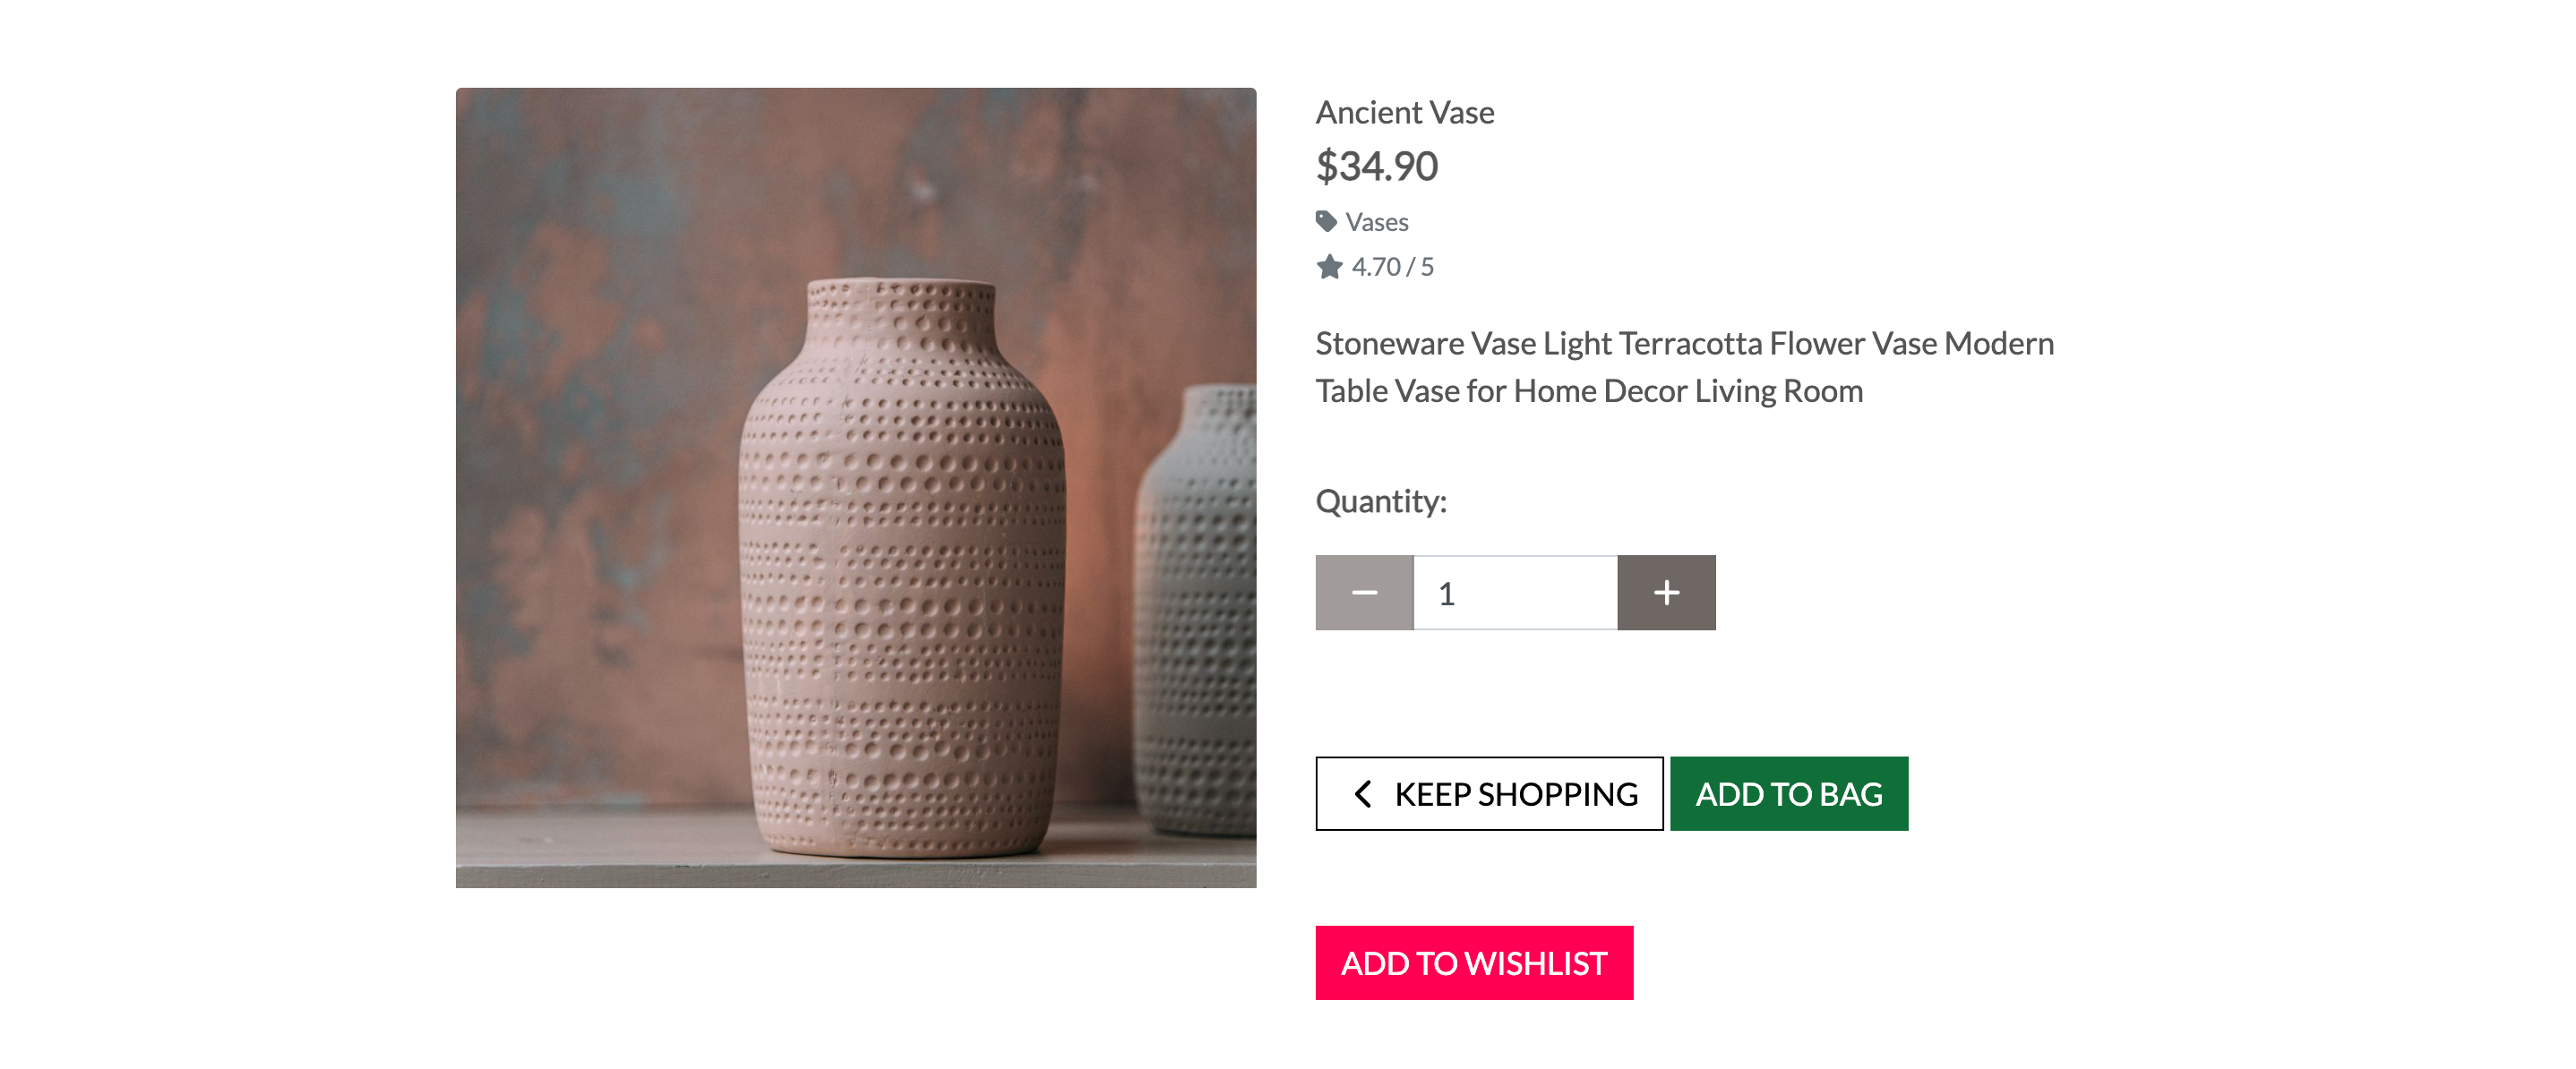 Ancient Vase
$34.90
Vases
4.70 / 5
Stoneware Vase Light Terracotta Flower Vase Modern
Table Vase for Home Decor Living Room
Quantity:
1
KEEP SHOPPING
ADD TO BAG
ADD TO WISHLIST